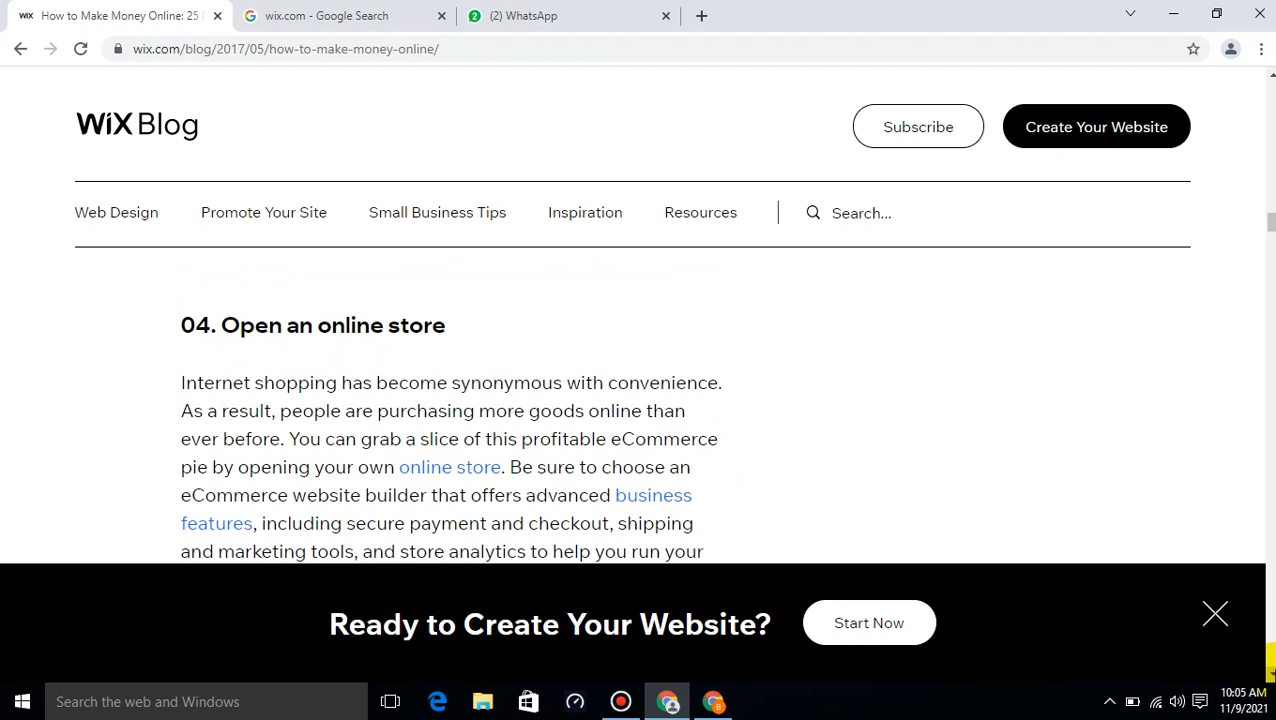 WiX How to Make Money Online: 25
wix.com - Google Search
2 (2) WhatsApp
wix.com/blog/2017/05/how-to-make-money-online/
WiX Blog
Subscribe
Create Your Website
Web Design
Promote Your Site
Small Business Tips
Inspiration
Resources
Search...
04. Open an online store
Internet shopping has become synonymous with convenience.
As a result, people are purchasing more goods online than
ever before. You can grab a slice of this profitable eCommerce
pie by opening your own online store. Be sure to choose an
eCommerce website builder that offers advanced business
features, including secure payment and checkout, shipping
and marketing tools, and store analytics to help you run your
Ready to Create Your Website?
Start Now
Search the web and Windows
B
10:05 AM
11/9/2021